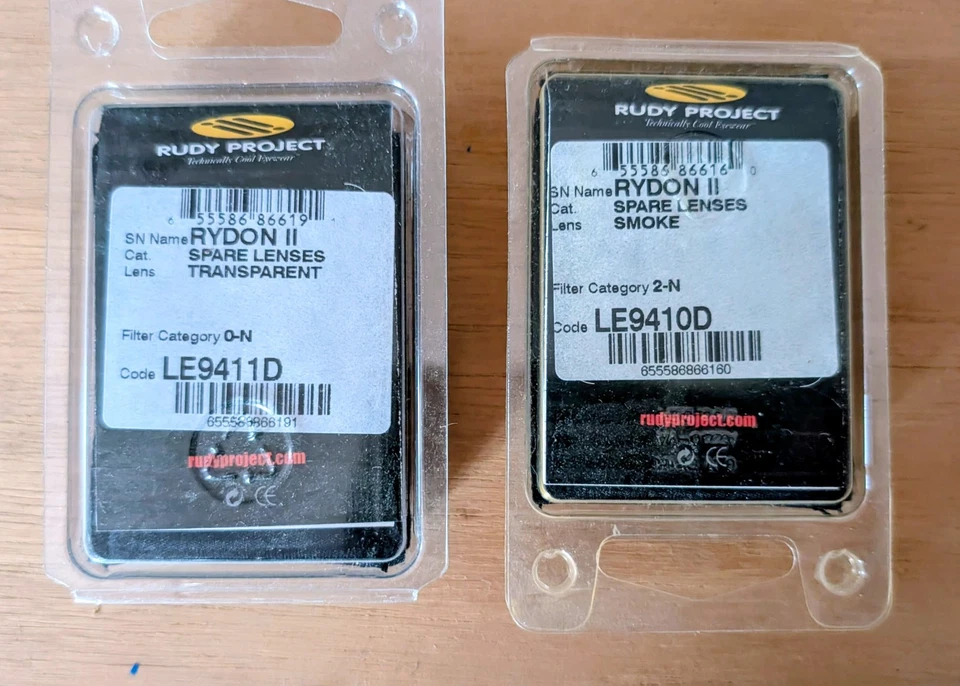 RUDY PROJECT
Technically Cool Eyewear
6 55586 86619
SN Name RYDON II
Cat. SPARE LENSES
Lens TRANSPARENT
Filter Category 0-N
Code LE9411D
655586866191
rudyproject.com
CE
RUDY PROJECT
Technically Cool Eyewear
6 55586 86616 0
SN Name RYDON II
Cat. SPARE LENSES
Lens SMOKE
Filter Category 2-N
Code LE9410D
655586866160
rudyproject.com
CE